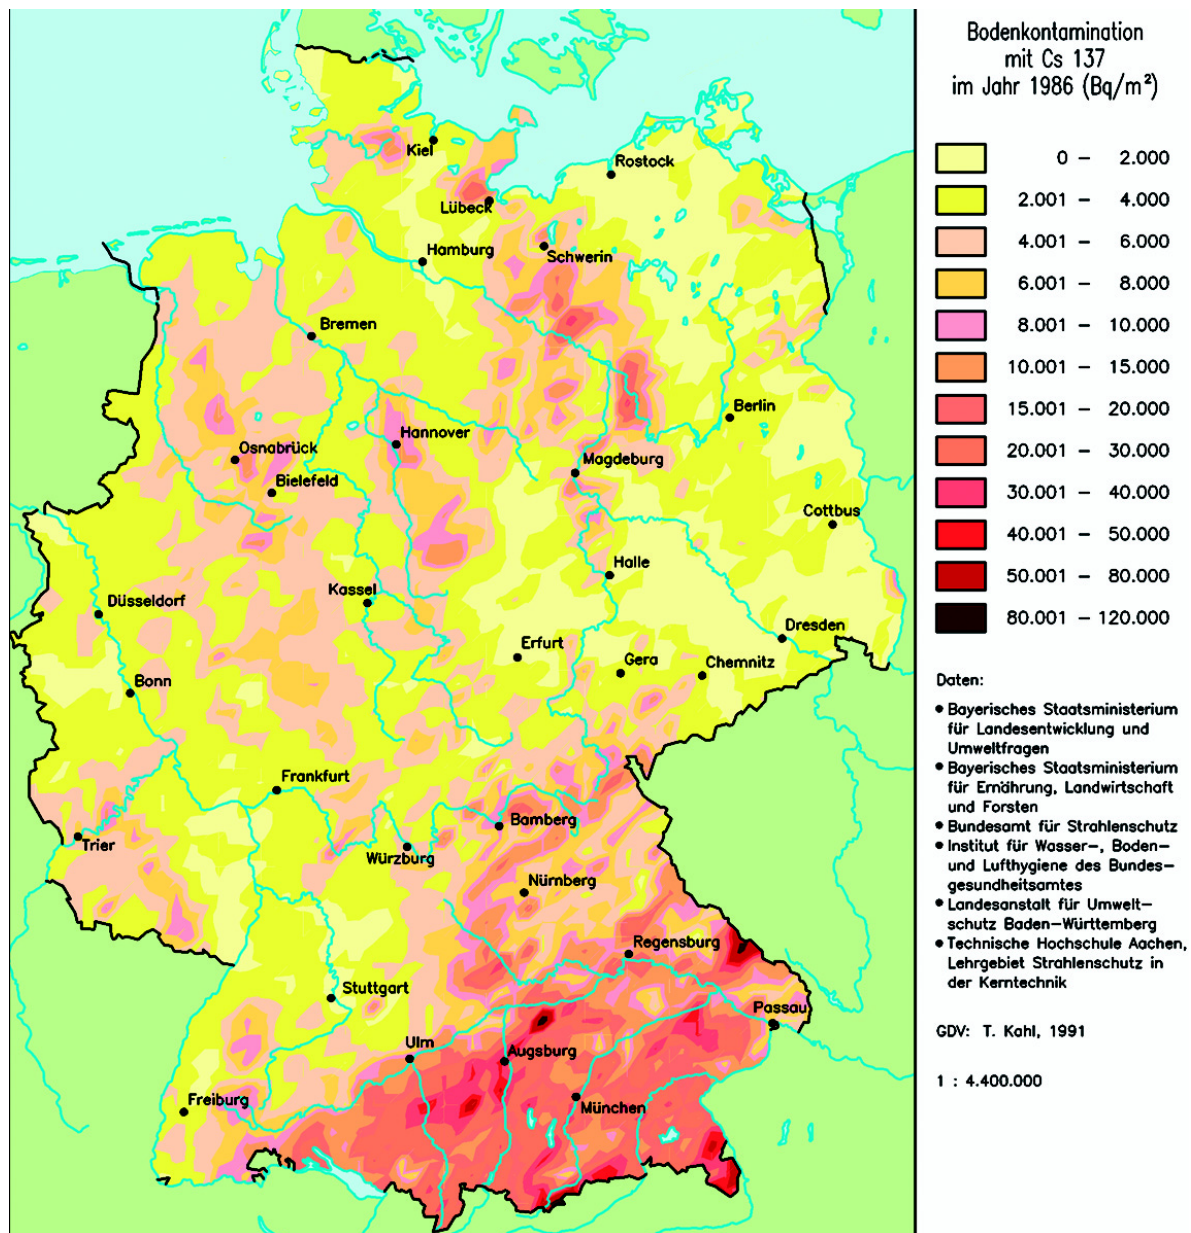 Bodenkontamination
mit Cs 137
im Jahr 1986 (Bq/m²)
0 – 2.000
2.001 – 4.000
4.001 – 6.000
6.001 – 8.000
8.001 – 10.000
10.001 – 15.000
15.001 – 20.000
20.001 – 30.000
30.001 – 40.000
40.001 – 50.000
50.001 – 80.000
80.001 – 120.000
Daten:
• Bayerisches Staatsministerium
für Landesentwicklung und
Umweltfragen
• Bayerisches Staatsministerium
für Ernährung, Landwirtschaft
und Forsten
• Bundesamt für Strahlenschutz
• Institut für Wasser–, Boden–
und Lufthygiene des Bundes–
gesundheitsamtes
• Landesanstalt für Umwelt–
schutz Baden–Württemberg
• Technische Hochschule Aachen,
Lehrgebiet Strahlenschutz in
der Kerntechnik
GDV: T. Kahl, 1991
1 : 4.400.000
Kiel
Rostock
Lübeck
Hamburg
Schwerin
Bremen
Berlin
Hannover
Osnabrück
Magdeburg
Bielefeld
Cottbus
Halle
Kassel
Düsseldorf
Dresden
Erfurt
Gera
Chemnitz
Bonn
Frankfurt
Bamberg
Trier
Würzburg
Nürnberg
Regensburg
Stuttgart
Passau
Ulm
Augsburg
Freiburg
München